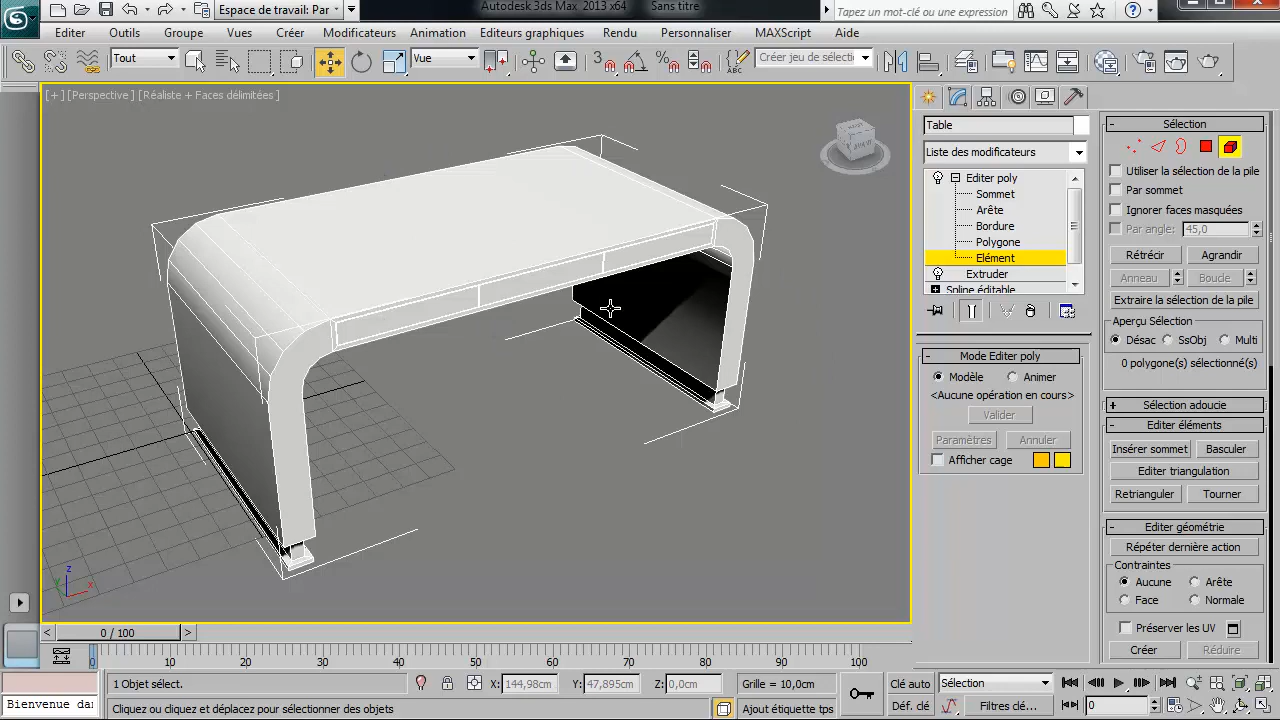 Espace de travail: Par
Autodesk 3ds Max 2013 x64
Sans titre
Tapez un mot-clé ou une expression
Editer
Outils
Groupe
Vues
Créer
Modificateurs
Animation
Editeurs graphiques
Rendu
Personnaliser
MAXScript
Aide
Tout
Vue
3
ABC
Créer jeu de sélecti
[ + ] [Perspective ] [Réaliste + Faces délimitées ]
Table
Liste des modificateurs
Editer poly
Sommet
Arête
Bordure
Polygone
Elément
Extruder
Spline éditable
Mode Editer poly
Modèle
Animer
<Aucune opération en cours>
Valider
Paramètres
Annuler
Afficher cage
Sélection
Utiliser la sélection de la pile
Par sommet
Ignorer faces masquées
Par angle:
45,0
Rétrécir
Agrandir
Anneau
Boucle
Extraire la sélection de la pile
Aperçu Sélection
Désac
SsObj
Multi
0 polygone(s) sélectionné(s)
Sélection adoucie
Editer éléments
Insérer sommet
Basculer
Editer triangulation
Retrianguler
Tourner
Editer géométrie
Répéter dernière action
Contraintes
Aucune
Arête
Face
Normale
Préserver les UV
Créer
Réduire
z
x
0 / 100
0
10
20
30
40
50
60
70
80
90
100
1 Objet sélect.
X:
144,98cm
Y:
47,895cm
Z:
0,0cm
Grille = 10,0cm
Clé auto
Sélection
Bienvenue dan
Cliquez ou cliquez et déplacez pour sélectionner des objets
Ajout étiquette tps
Déf. clé
Filtres clé...
0